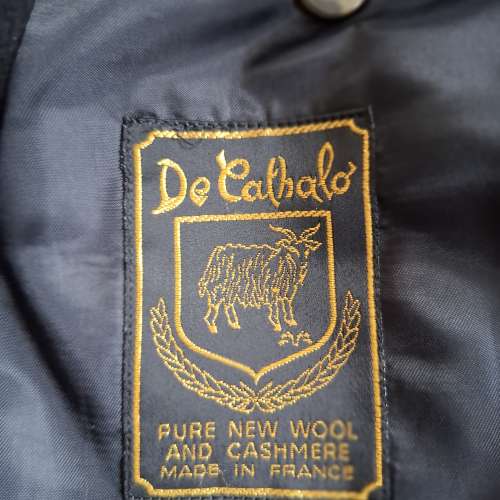 De Cathalo
PURE NEW WOOL
AND CASHMERE
MADE IN FRANCE